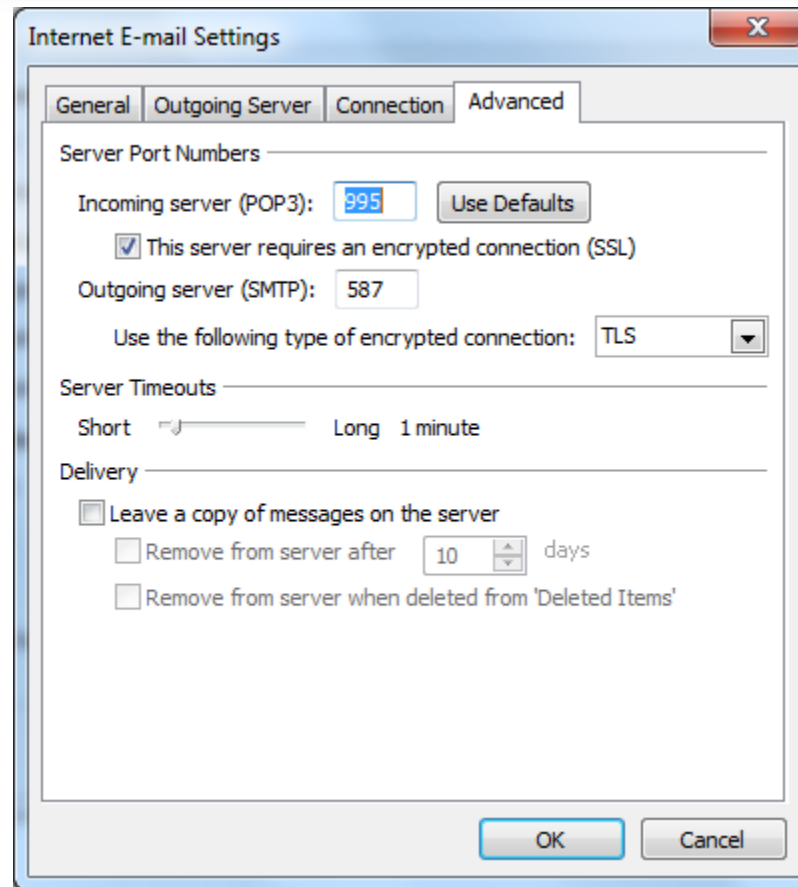 Internet E-mail Settings
General Outgoing Server Connection Advanced
Server Port Numbers
Incoming server (POP3): 995 Use Defaults
This server requires an encrypted connection (SSL)
Outgoing server (SMTP): 587
Use the following type of encrypted connection: TLS
Server Timeouts
Short Long 1 minute
Delivery
Leave a copy of messages on the server
Remove from server after 10 days
Remove from server when deleted from 'Deleted Items'
OK Cancel